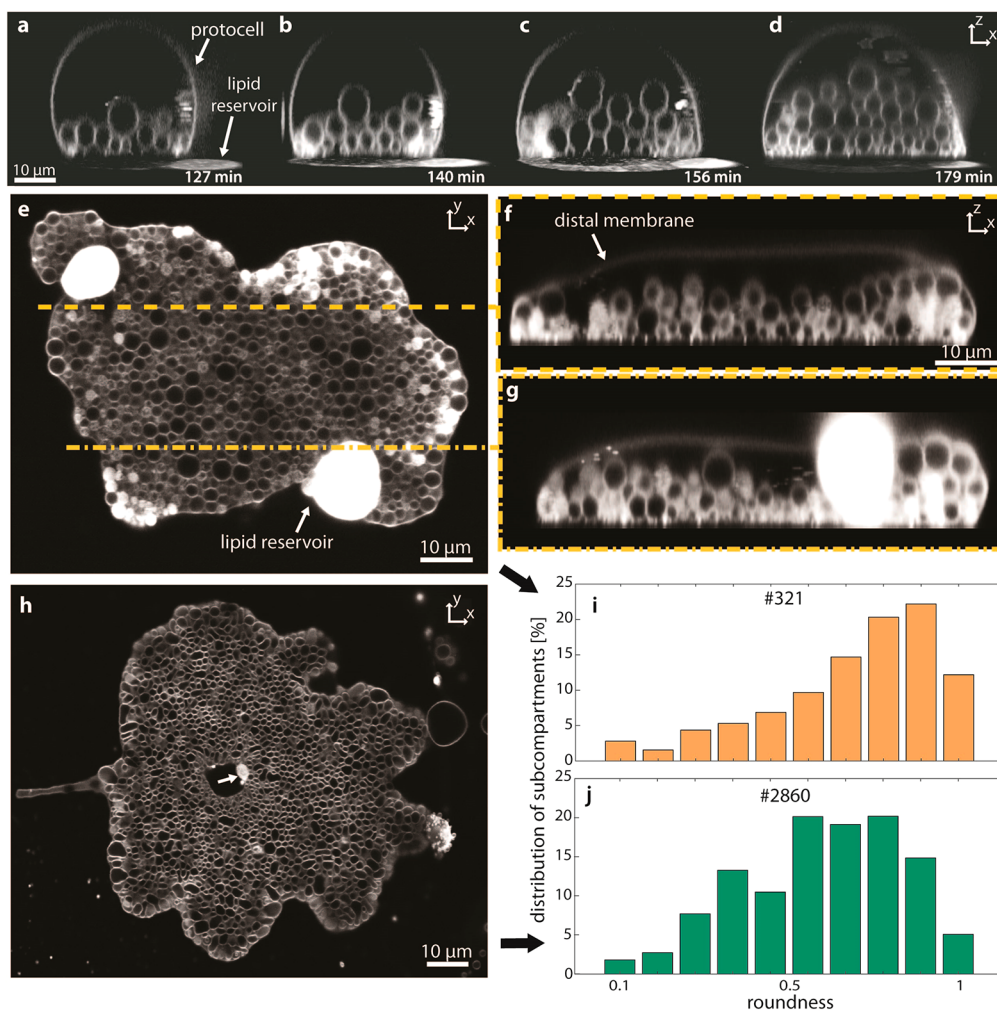 a
protocell
lipid
reservoir
10 μm
127 min
b
140 min
c
156 min
d
z
x
179 min
e
y
x
lipid reservoir
10 μm
f
distal membrane
z
x
10 μm
g
h
y
x
10 μm
distribution of subcompartments [%]
i
#321
25
20
15
10
5
0
j
#2860
25
20
15
10
5
0
0.1
0.5
1
roundness